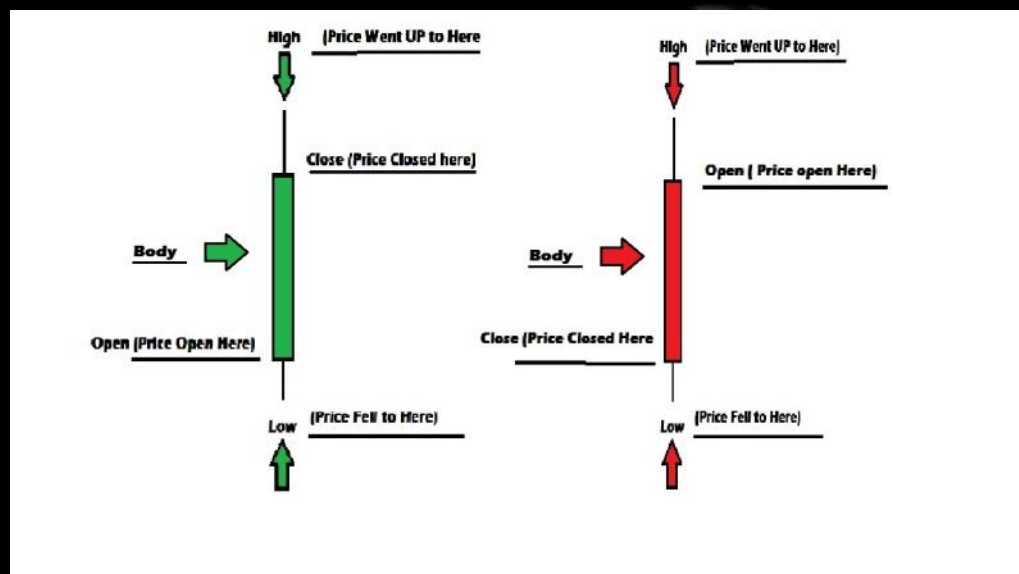 High (Price Went UP to Here
Close (Price Closed here)
Body
Open (Price Open Here)
Low (Price Fell to Here)
High (Price Went UP to Here)
Open ( Price open Here)
Body
Close (Price Closed Here
Low (Price Fell to Here)